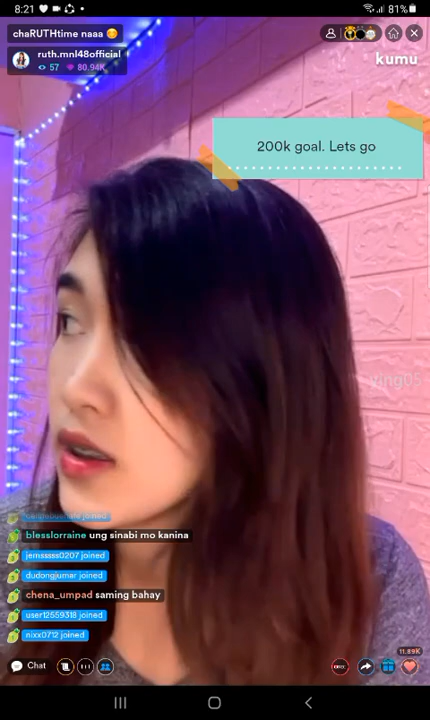 8:21
81%
chaRUTHtime naaa 😊
ruth.mnl48official
57 80.94K
kumu
200k goal. Lets go
ying05
blesslorraine ung sinabi mo kanina
jemsssss0207 joined
dudongjumar joined
chena_umpad saming bahay
user12559318 joined
nixx0712 joined
11.89K
Chat